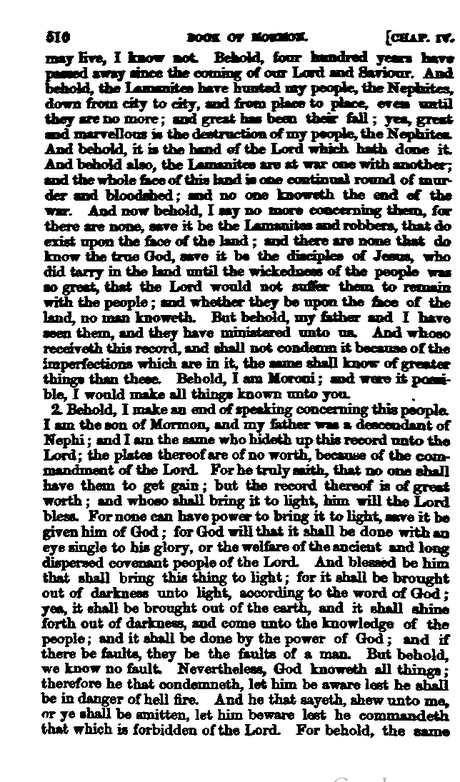 510 BOOK OF MORMON. [CHAP. IV.
may live, I know not. Behold, four hundred years have
passed away since the coming of our Lord and Saviour. And
behold, the Lamanites have hunted my people, the Nephites,
down from city to city, and from place to place, even until
they are no more; and great has been their fall; yea, great
and marvellous is the destruction of my people, the Nephites.
And behold, it is the hand of the Lord which hath done it.
And behold also, the Lamanites are at war one with another;
and the whole face of this land is one continual round of mur-
der and bloodshed; and no one knoweth the end of the
war. And now behold, I say no more concerning them, for
there are none, save it be the Lamanites and robbers, that do
exist upon the face of the land; and there are none that do
know the true God, save it be the disciples of Jesus, who
did tarry in the land until the wickedness of the people was
so great, that the Lord would not suffer them to remain
with the people; and whether they be upon the face of the
land, no man knoweth. But behold, my father and I have
seen them, and they have ministered unto us. And whoso
receiveth this record, and shall not condemn it because of the
imperfections which are in it, the same shall know of greater
things than these. Behold, I am Moroni; and were it possi-
ble, I would make all things known unto you.
2. Behold, I make an end of speaking concerning this people.
I am the son of Mormon, and my father was a descendant of
Nephi; and I am the same who hideth up this record unto the
Lord; the plates thereof are of no worth, because of the com-
mandment of the Lord. For he truly saith, that no one shall
have them to get gain; but the record thereof is of great
worth; and whoso shall bring it to light, him will the Lord
bless. For none can have power to bring it to light, save it be
given him of God; for God will that it shall be done with an
eye single to his glory, or the welfare of the ancient and long
dispersed covenant people of the Lord. And blessed be him
that shall bring this thing to light; for it shall be brought
out of darkness unto light, according to the word of God;
yea, it shall be brought out of the earth, and it shall shine
forth out of darkness, and come unto the knowledge of the
people; and it shall be done by the power of God; and if
there be faults, they be the faults of a man. But behold,
we know no fault. Nevertheless, God knoweth all things;
therefore he that condemneth, let him be aware lest he shall
be in danger of hell fire. And he that sayeth, shew unto me,
or ye shall be smitten, let him beware lest he commandeth
that which is forbidden of the Lord. For behold, the same